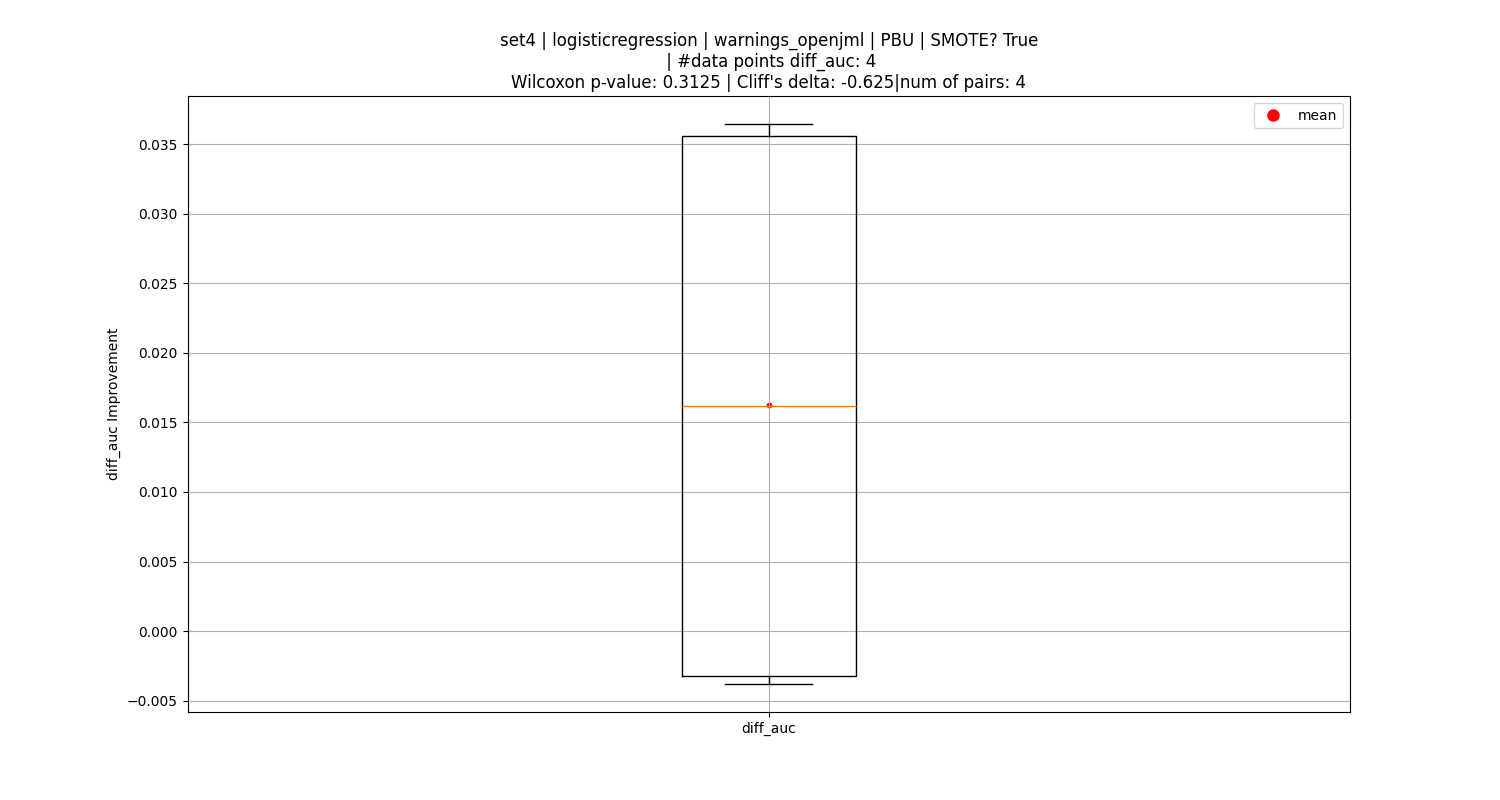 set4 | logisticregression | warnings_openjml | PBU | SMOTE? True
| #data points diff_auc: 4
Wilcoxon p-value: 0.3125 | Cliff's delta: -0.625|num of pairs: 4
mean
0.035
0.030
0.025
0.020
0.015
0.010
0.005
0.000
−0.005
diff_auc Improvement
diff_auc